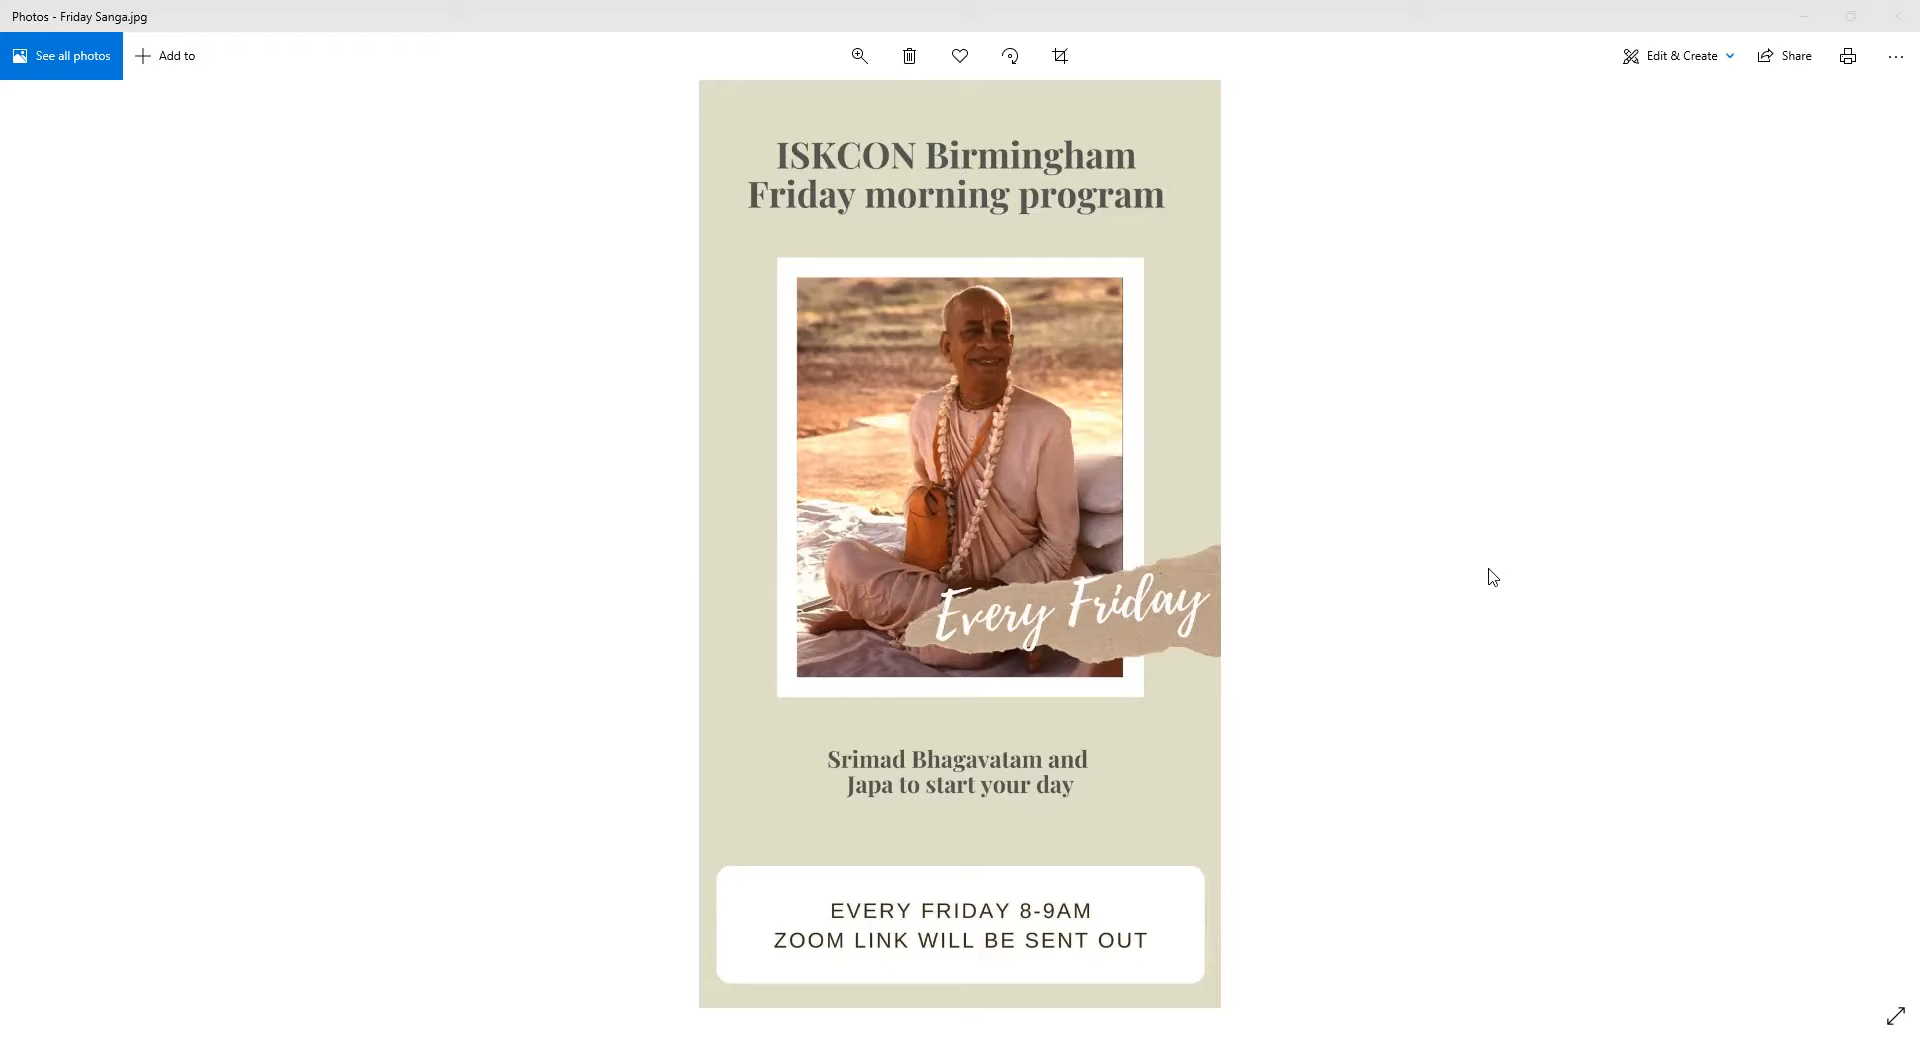 Photos - Friday Sanga.jpg
See all photos
Add to
Edit & Create
Share
ISKCON Birmingham
Friday morning program
Every Friday
Srimad Bhagavatam and
Japa to start your day
EVERY FRIDAY 8-9AM
ZOOM LINK WILL BE SENT OUT